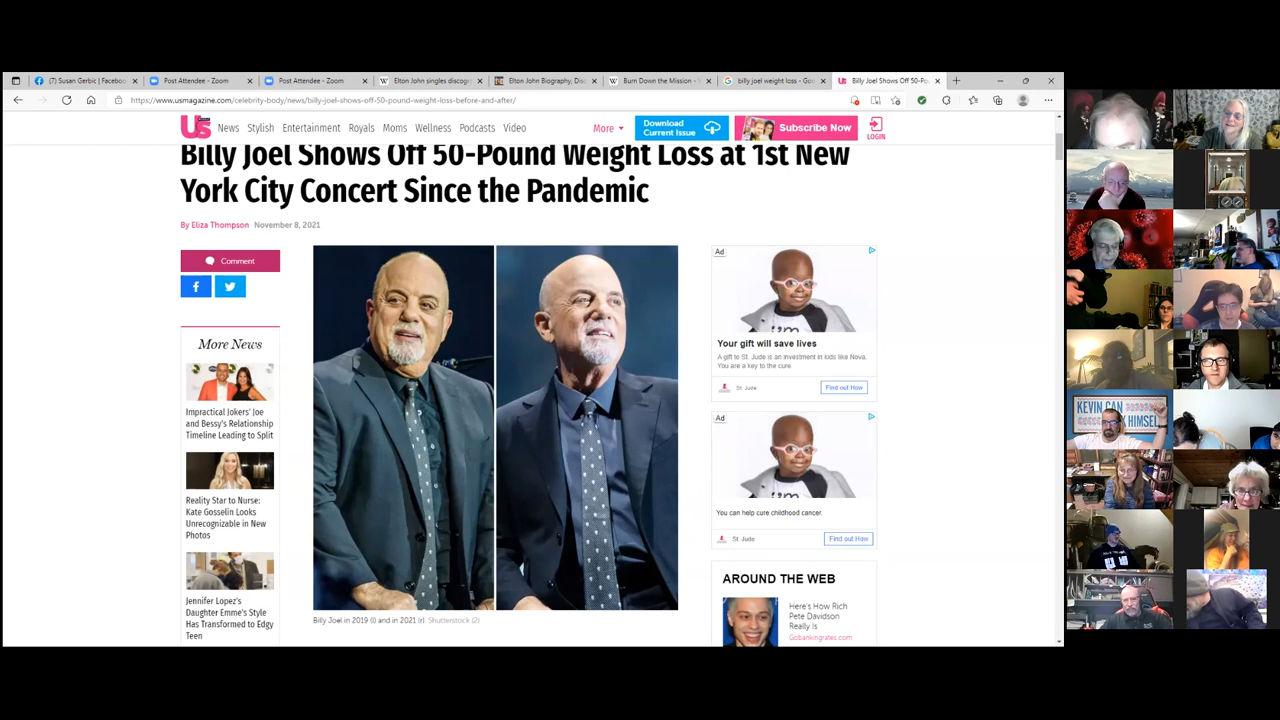 (7) Susan Gerbic | Faceboo
Post Attendee - Zoom
Post Attendee - Zoom
Elton John singles discogra
Elton John Biography, Disc
Burn Down the Mission - W
billy joel weight loss - Goo
Billy Joel Shows Off 50-Po
https://www.usmagazine.com/celebrity-body/news/billy-joel-shows-off-50-pound-weight-loss-before-and-after/
Us
News Stylish Entertainment Royals Moms Wellness Podcasts Video
More
Download
Current Issue
Subscribe Now
LOGIN
Billy Joel Shows Off 50-Pound Weight Loss at 1st New
York City Concert Since the Pandemic
By Eliza Thompson November 8, 2021
Comment
More News
Impractical Jokers' Joe
and Bessy's Relationship
Timeline Leading to Split
Reality Star to Nurse:
Kate Gosselin Looks
Unrecognizable in New
Photos
Jennifer Lopez's
Daughter Emme's Style
Has Transformed to Edgy
Teen
Billy Joel in 2019 (l) and in 2021 (r). Shutterstock (2)
Ad
Your gift will save lives
A gift to St. Jude is an investment in kids like Nova.
You are a key to the cure
St. Jude
Find out How
Ad
You can help cure childhood cancer.
St. Jude
Find out How
AROUND THE WEB
Here's How Rich
Pete Davidson
Really Is
Gobankingrates.com
KEVIN CAN
HIMSEL